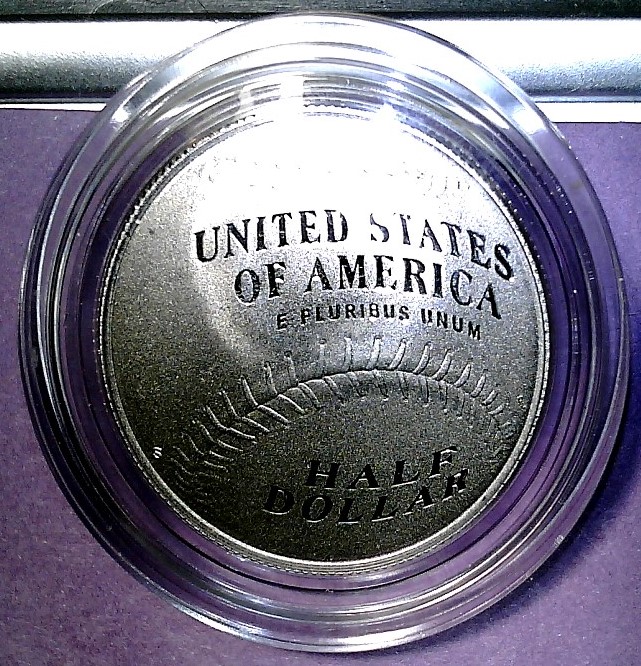 UNITED STATES
OF AMERICA
E PLURIBUS UNUM
S
HALF
DOLLAR